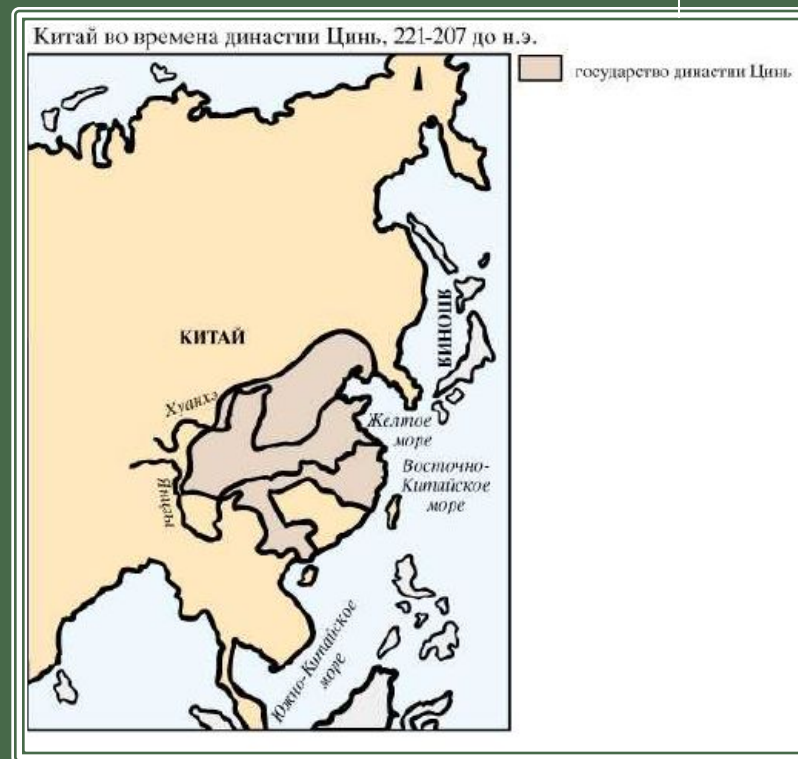 Китай во времена династии Цинь, 221-207 до н.э.
государство династии Цинь
КИТАЙ
ЯПОНИЯ
Хуанхэ
Желтое
море
Восточно-
Китайское
море
Янцзы
Южно-Китайское
море